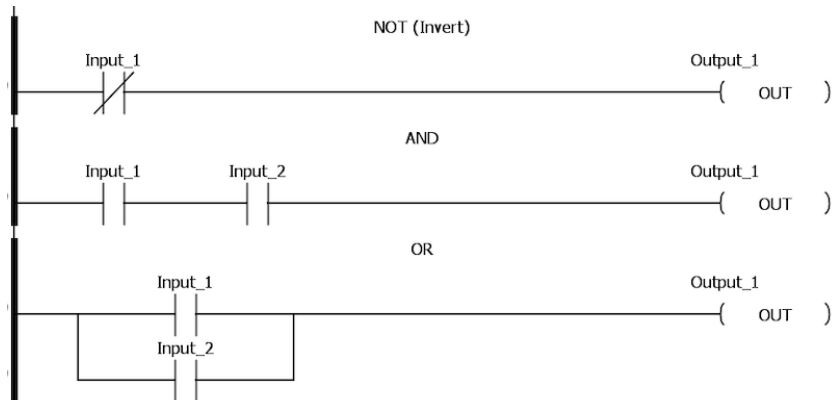 NOT (Invert)
Input_1 Output_1
OUT
AND
Input_1 Input_2 Output_1
OUT
OR
Input_1 Output_1
OUT
Input_2